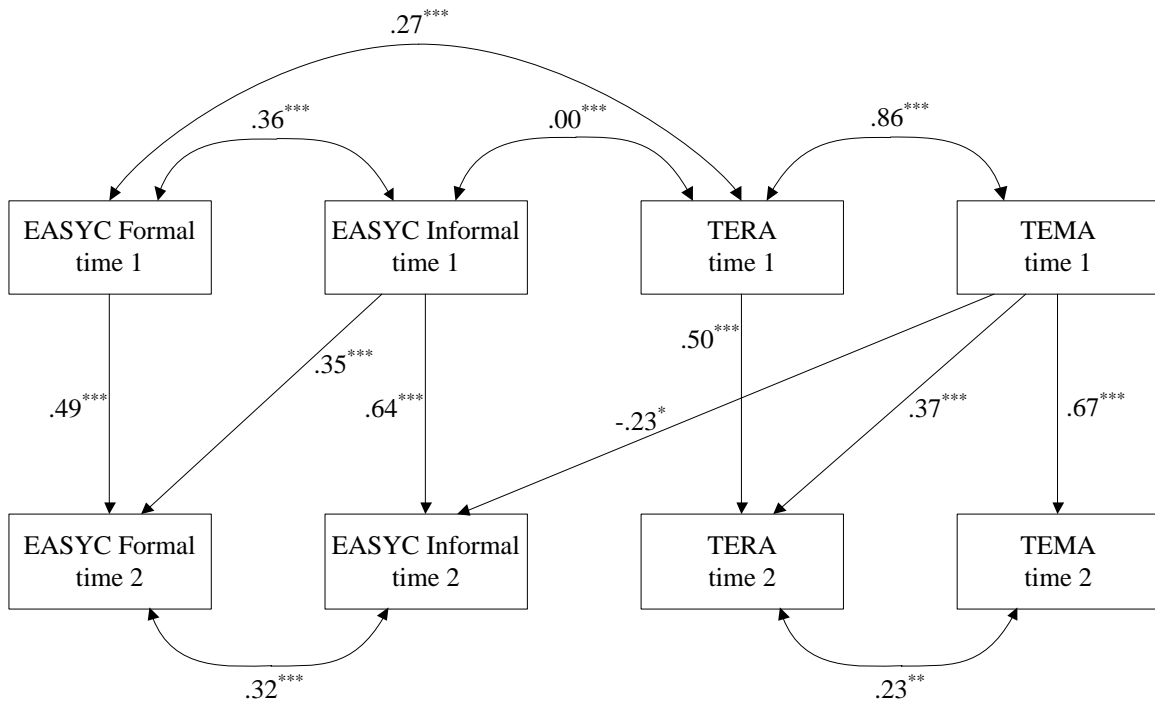 .27***
.36***
.00***
.86***
EASYC Formal
time 1
EASYC Informal
time 1
TERA
time 1
TEMA
time 1
.49***
.35***
.64***
-.23*
.50***
.37***
.67***
EASYC Formal
time 2
EASYC Informal
time 2
TERA
time 2
TEMA
time 2
.32***
.23**